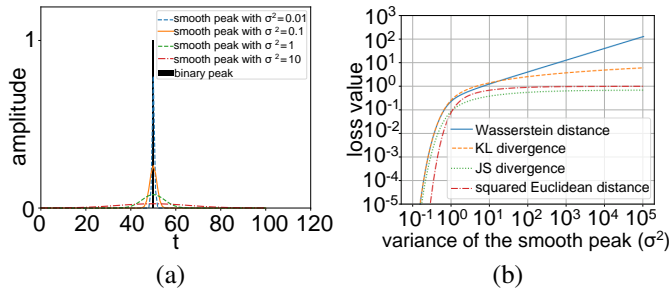 1
0
amplitude
smooth peak with σ²=0.01
smooth peak with σ²=0.1
smooth peak with σ²=1
smooth peak with σ²=10
binary peak
0 20 40 60 80 100 120
t
(a)
10³
10²
10¹
10⁰
10⁻¹
10⁻²
10⁻³
10⁻⁴
10⁻⁵
loss value
Wasserstein distance
KL divergence
JS divergence
squared Euclidean distance
10⁻¹ 10⁰ 10¹ 10² 10³ 10⁴ 10⁵
variance of the smooth peak (σ²)
(b)